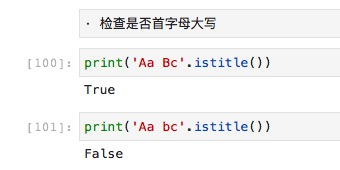 · 检查是否首字母大写
[100]: print('Aa Bc'.istitle())
True
[101]: print('Aa bc'.istitle())
False